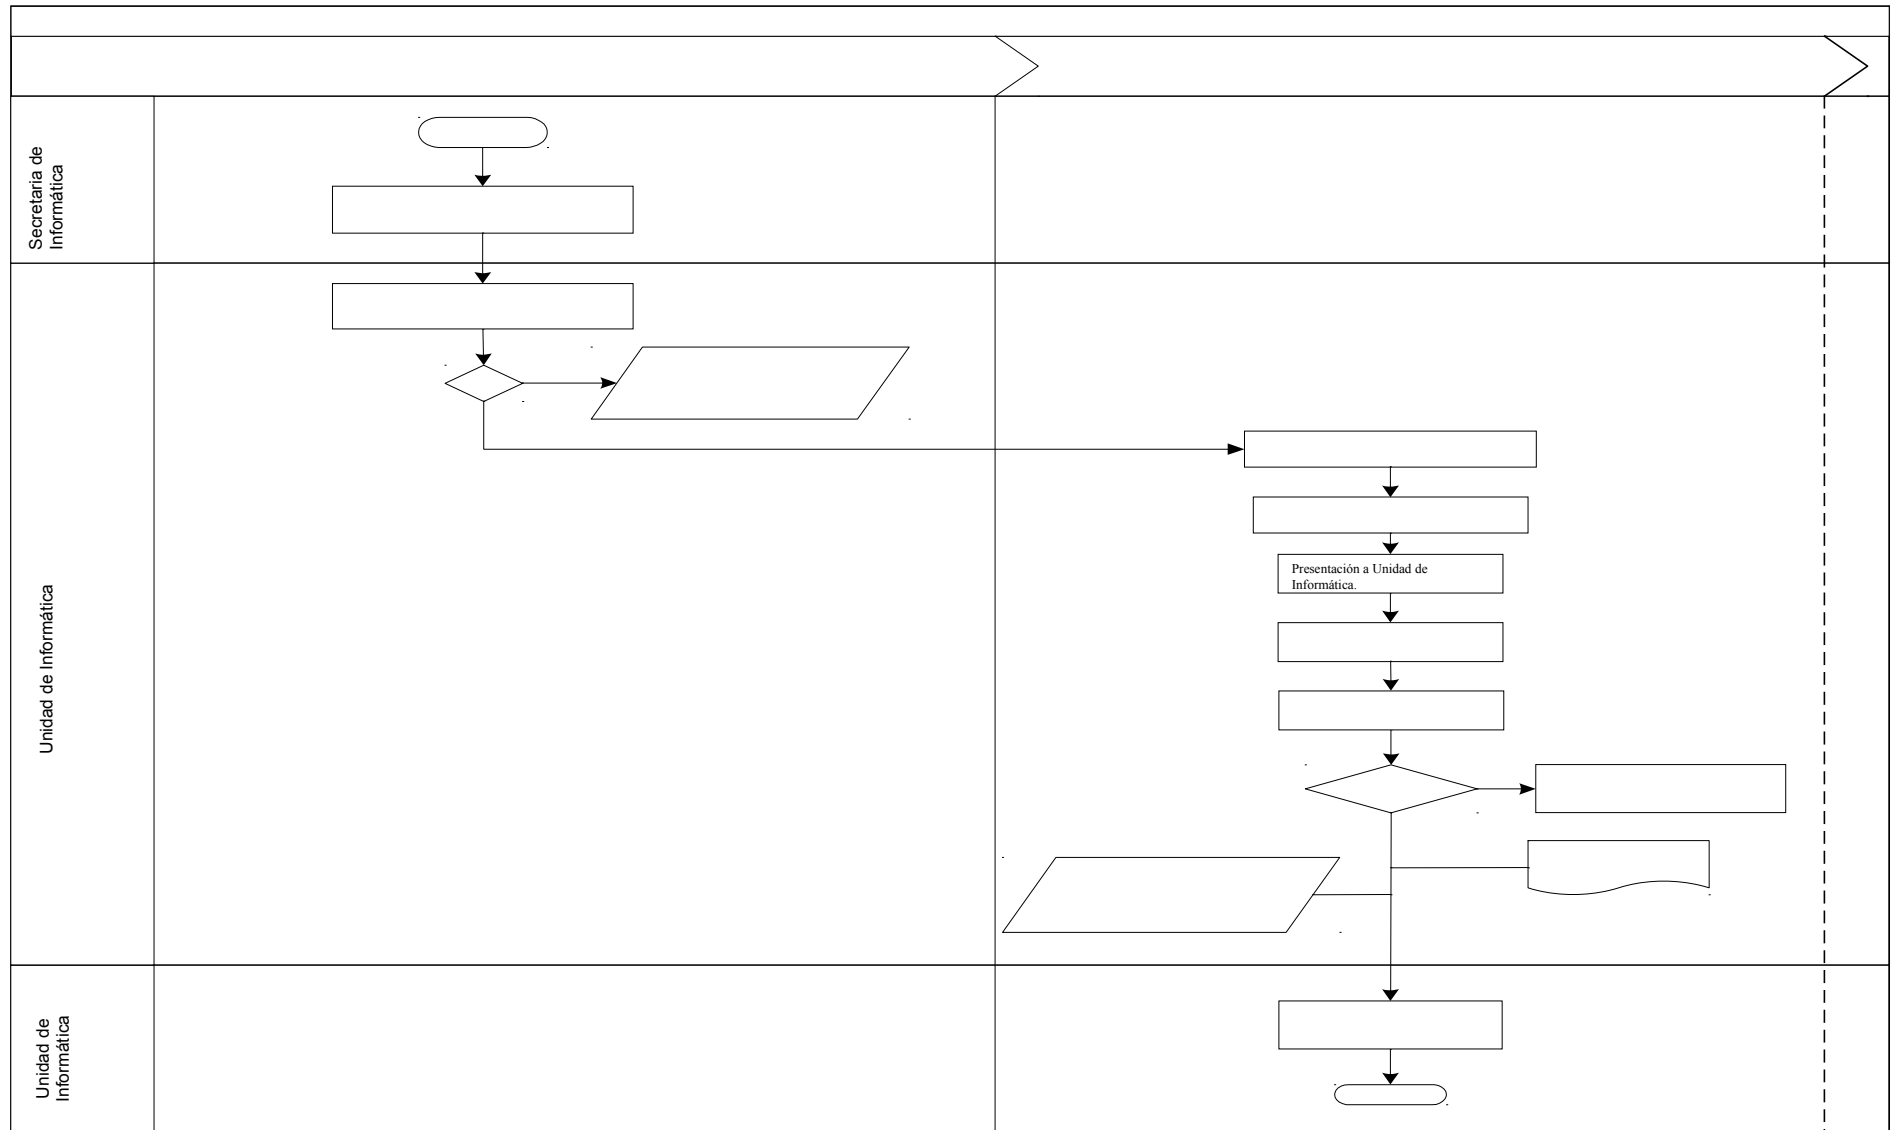 Secretaria de
Informática
Unidad de Informática
Presentación a Unidad de
Informática.
Unidad de
Informática